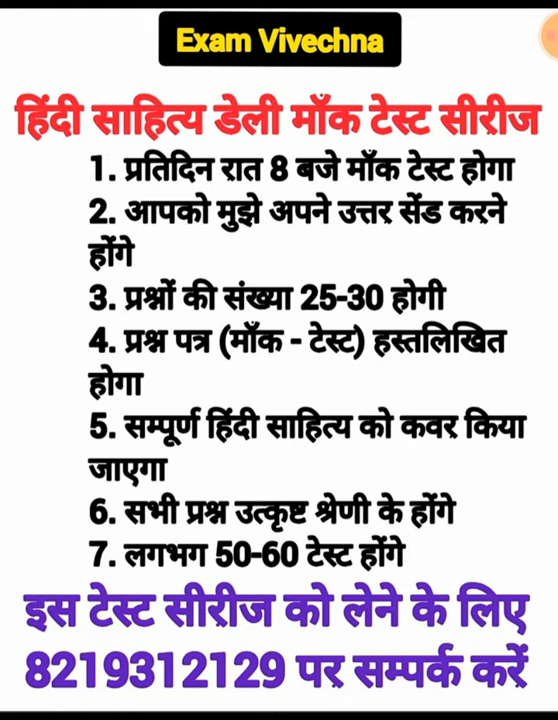 Exam Vivechna
हिंदी साहित्य डेली मॉक टेस्ट सीरीज
1. प्रतिदिन रात 8 बजे मॉक टेस्ट होगा
2. आपको मुझे अपने उत्तर सेंड करने
होंगे
3. प्रश्नों की संख्या 25-30 होगी
4. प्रश्न पत्र (मॉक - टेस्ट) हस्तलिखित
होगा
5. सम्पूर्ण हिंदी साहित्य को कवर किया
जाएगा
6. सभी प्रश्न उत्कृष्ट श्रेणी के होंगे
7. लगभग 50-60 टेस्ट होंगे
इस टेस्ट सीरीज को लेने के लिए
8219312129 पर सम्पर्क करें